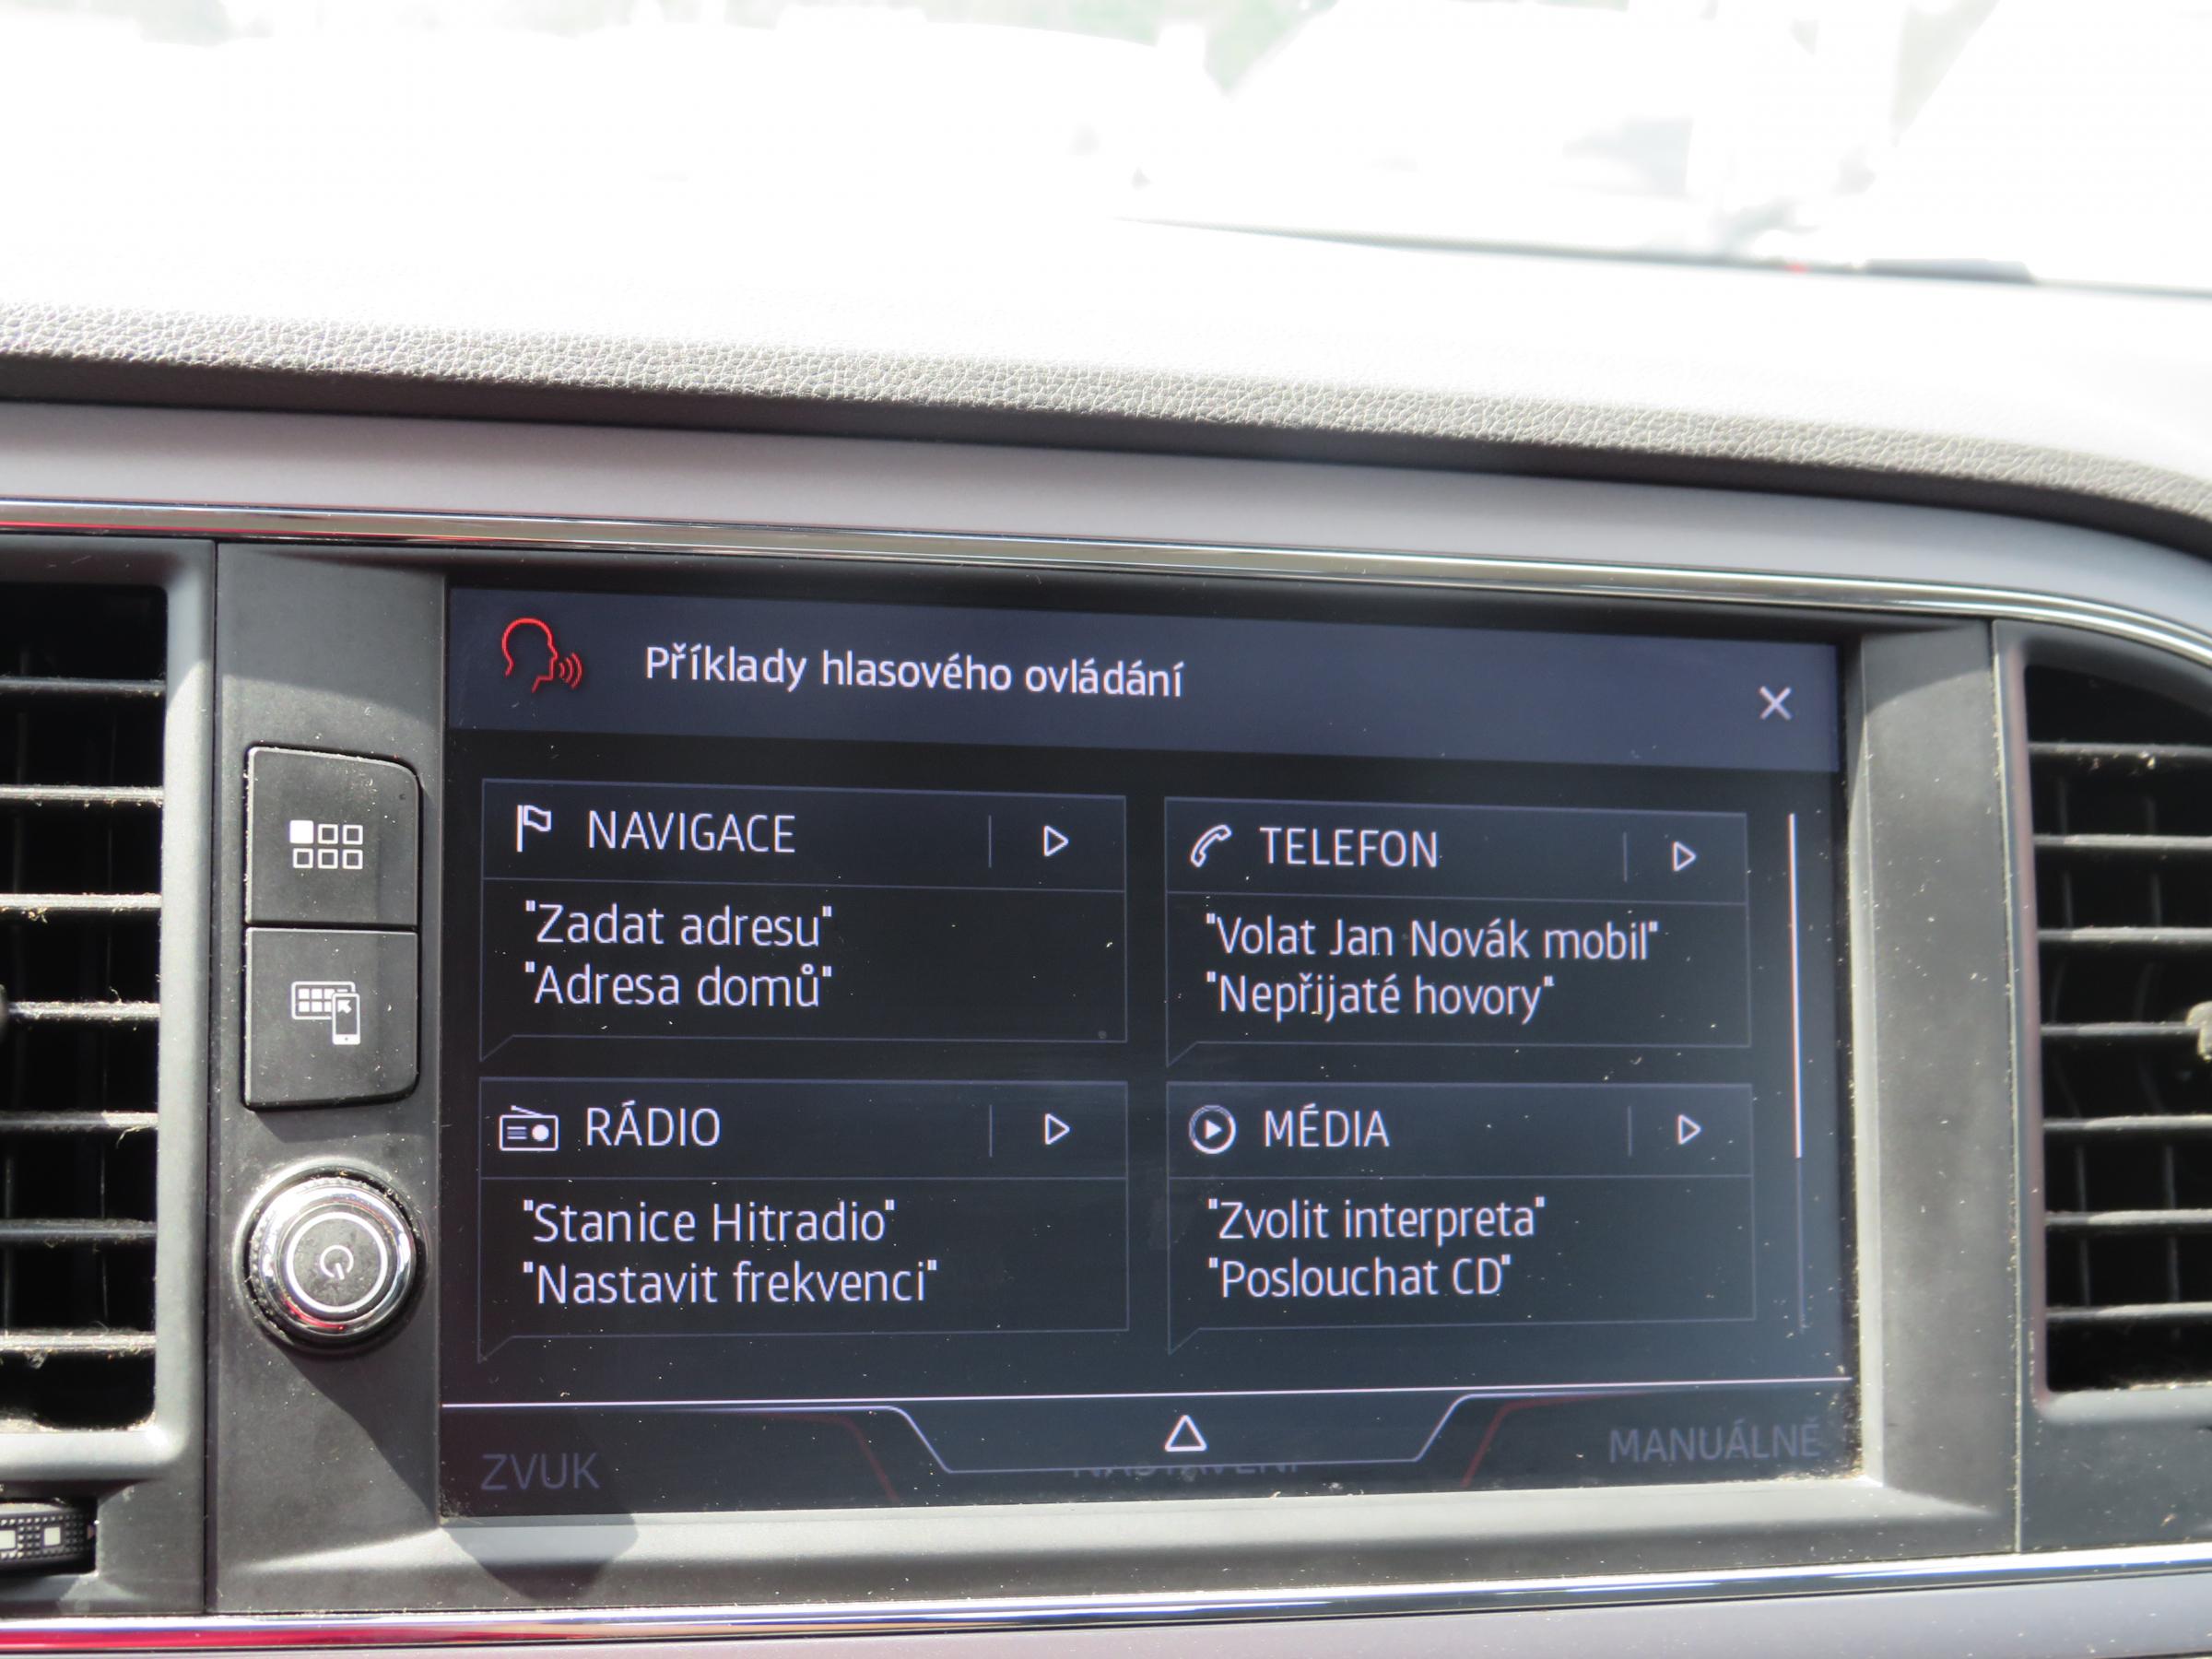 Příklady hlasového ovládání
NAVIGACE
"Zadat adresu"
"Adresa domů"
TELEFON
"Volat Jan Novák mobil"
"Nepřijaté hovory"
RÁDIO
"Stanice Hitradio"
"Nastavit frekvenci"
MÉDIA
"Zvolit interpreta"
"Poslouchat CD"
ZVUK
MANUÁLNĚ